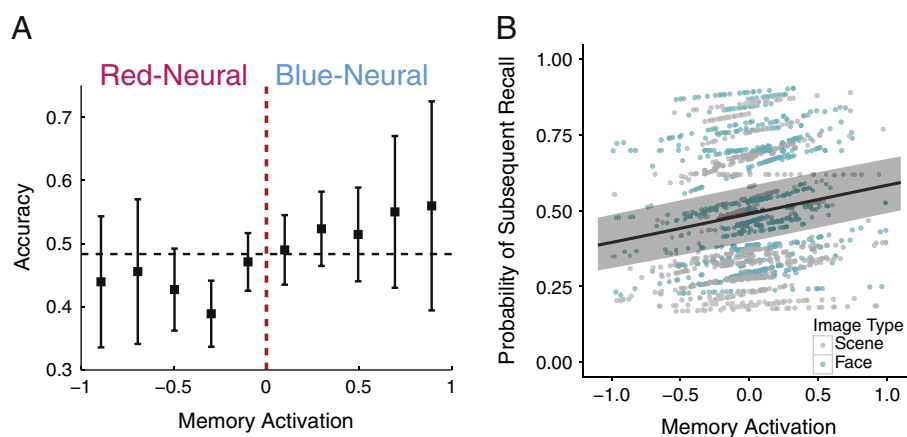 A
Red-Neural Blue-Neural
0.7
0.6
0.5
0.4
0.3
Accuracy
−1 −0.5 0 0.5 1
Memory Activation
B
1.00
0.75
0.50
0.25
0.00
Probability of Subsequent Recall
Image Type
Scene
Face
−1.0 −0.5 0.0 0.5 1.0
Memory Activation